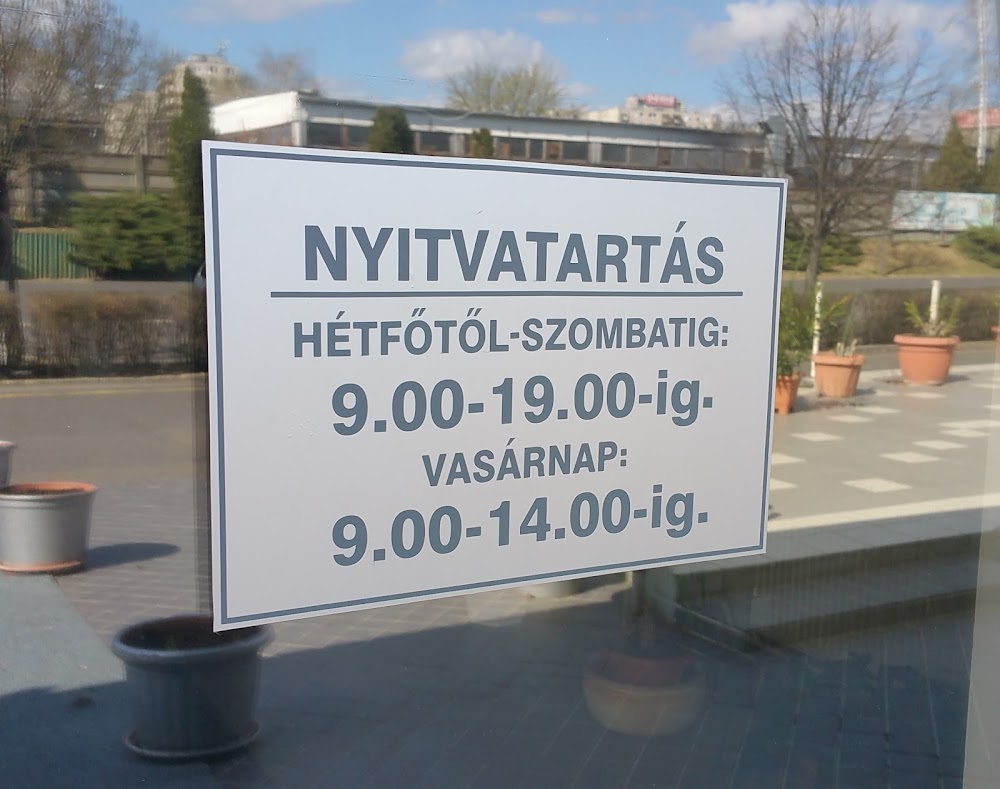 NYITVATARTÁS
HÉTFŐTŐL-SZOMBATIG:
9.00-19.00-ig.
VASÁRNAP:
9.00-14.00-ig.